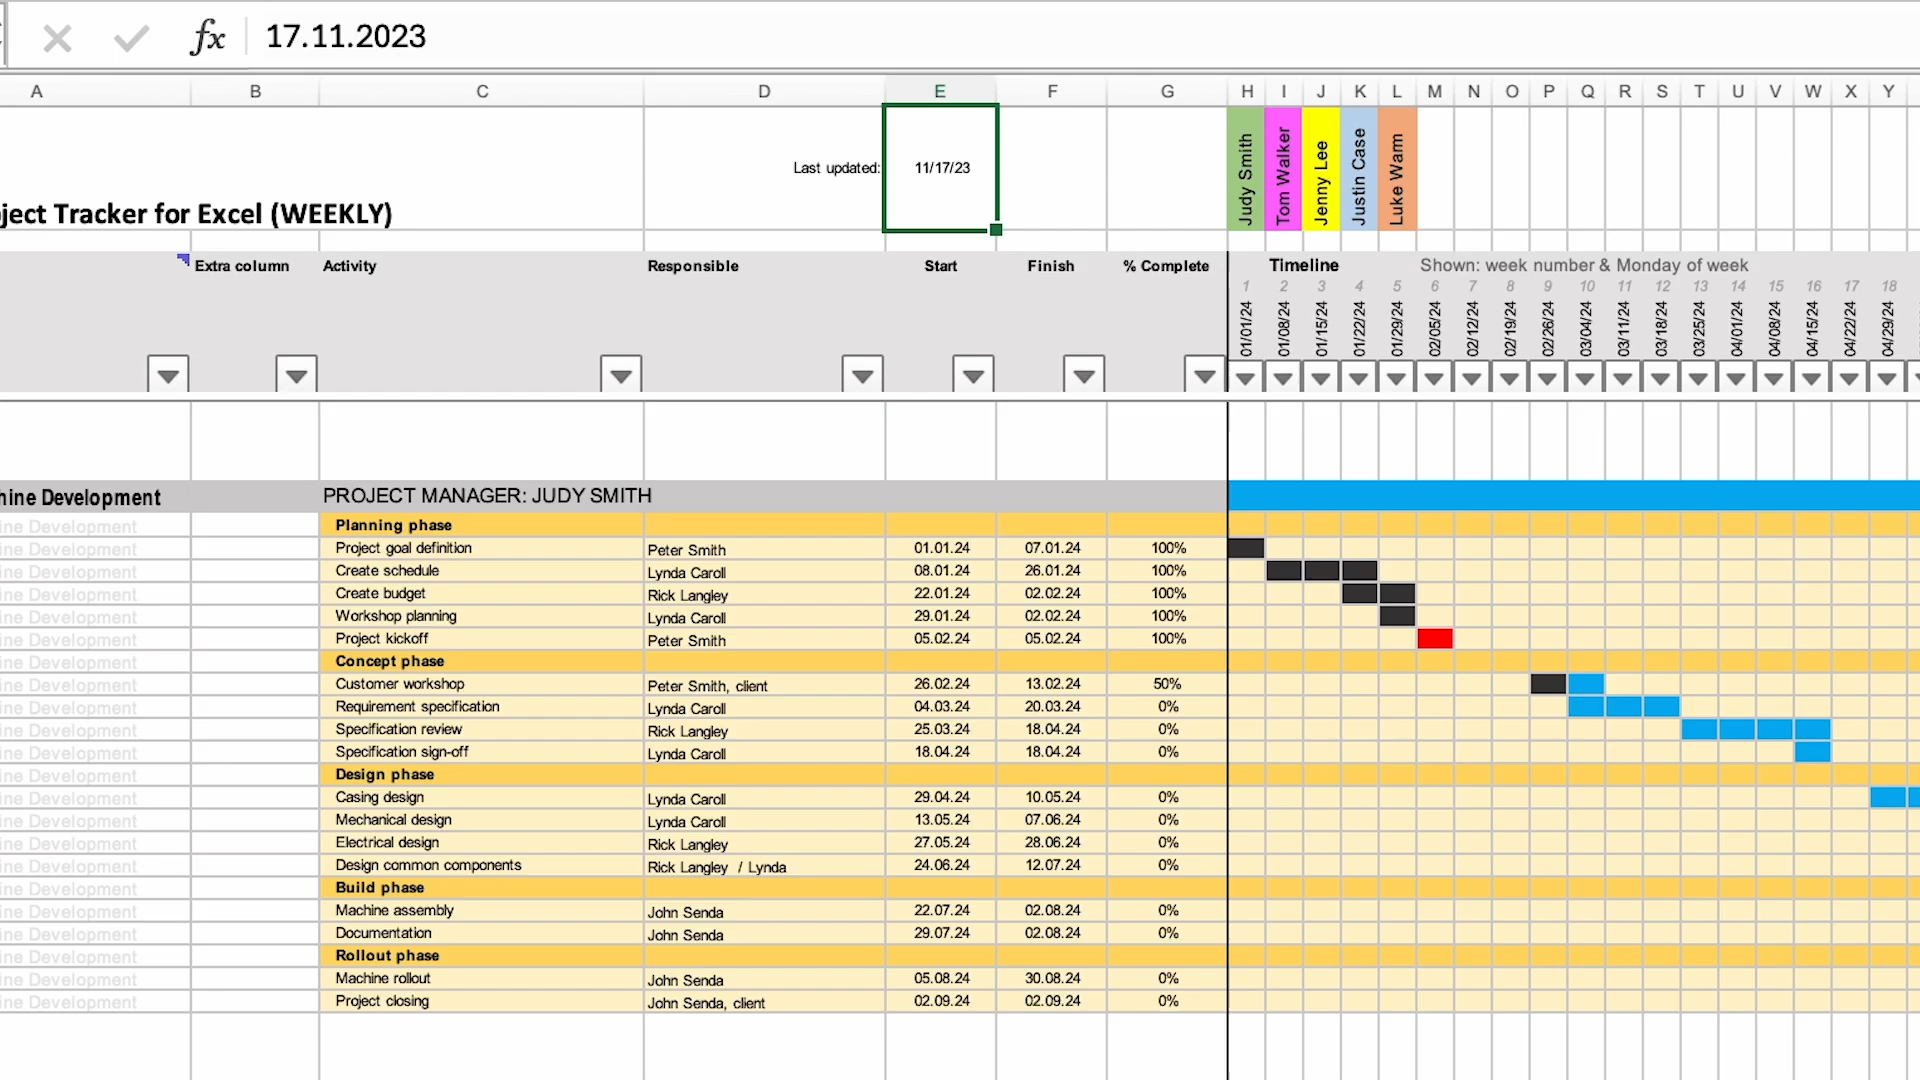 fx 17.11.2023
A B C D E F G H I J K L M N O P Q R S T U V W X Y
Last updated: 11/17/23
Judy Smith
Tom Walker
Jenny Lee
Justin Case
Luke Warm
ject Tracker for Excel (WEEKLY)
Extra column Activity Responsible Start Finish % Complete Timeline Shown: week number & Monday of week
1 2 3 4 5 6 7 8 9 10 11 12 13 14 15 16 17 18
01/01/24 01/08/24 01/15/24 01/22/24 01/29/24 02/05/24 02/12/24 02/19/24 02/26/24 03/04/24 03/11/24 03/18/24 03/25/24 04/01/24 04/08/24 04/15/24 04/22/24 04/29/24
hine Development PROJECT MANAGER: JUDY SMITH
ine Development Planning phase
ine Development Project goal definition Peter Smith 01.01.24 07.01.24 100%
ine Development Create schedule Lynda Caroll 08.01.24 26.01.24 100%
ine Development Create budget Rick Langley 22.01.24 02.02.24 100%
ine Development Workshop planning Lynda Caroll 29.01.24 02.02.24 100%
ine Development Project kickoff Peter Smith 05.02.24 05.02.24 100%
ine Development Concept phase
ine Development Customer workshop Peter Smith, client 26.02.24 13.02.24 50%
ine Development Requirement specification Lynda Caroll 04.03.24 20.03.24 0%
ine Development Specification review Rick Langley 25.03.24 18.04.24 0%
ine Development Specification sign-off Lynda Caroll 18.04.24 18.04.24 0%
ine Development Design phase
ine Development Casing design Lynda Caroll 29.04.24 10.05.24 0%
ine Development Mechanical design Lynda Caroll 13.05.24 07.06.24 0%
ine Development Electrical design Rick Langley 27.05.24 28.06.24 0%
ine Development Design common components Rick Langley / Lynda 24.06.24 12.07.24 0%
ine Development Build phase
ine Development Machine assembly John Senda 22.07.24 02.08.24 0%
ine Development Documentation John Senda 29.07.24 02.08.24 0%
ine Development Rollout phase
ine Development Machine rollout John Senda 05.08.24 30.08.24 0%
ine Development Project closing John Senda, client 02.09.24 02.09.24 0%